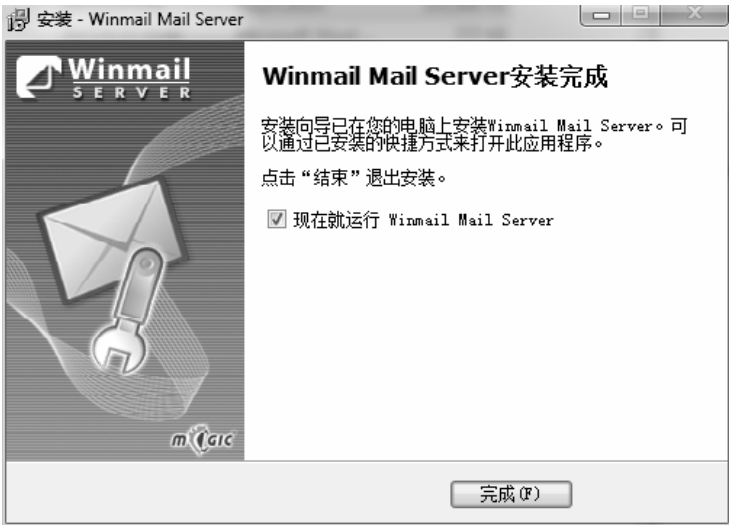 安装 - Winmail Mail Server
Winmail
SERVER
Winmail Mail Server安装完成
安装向导已在您的电脑上安装Winmail Mail Server。可
以通过已安装的快捷方式来打开此应用程序。
点击“结束”退出安装。
现在就运行 Winmail Mail Server
magic
完成(F)